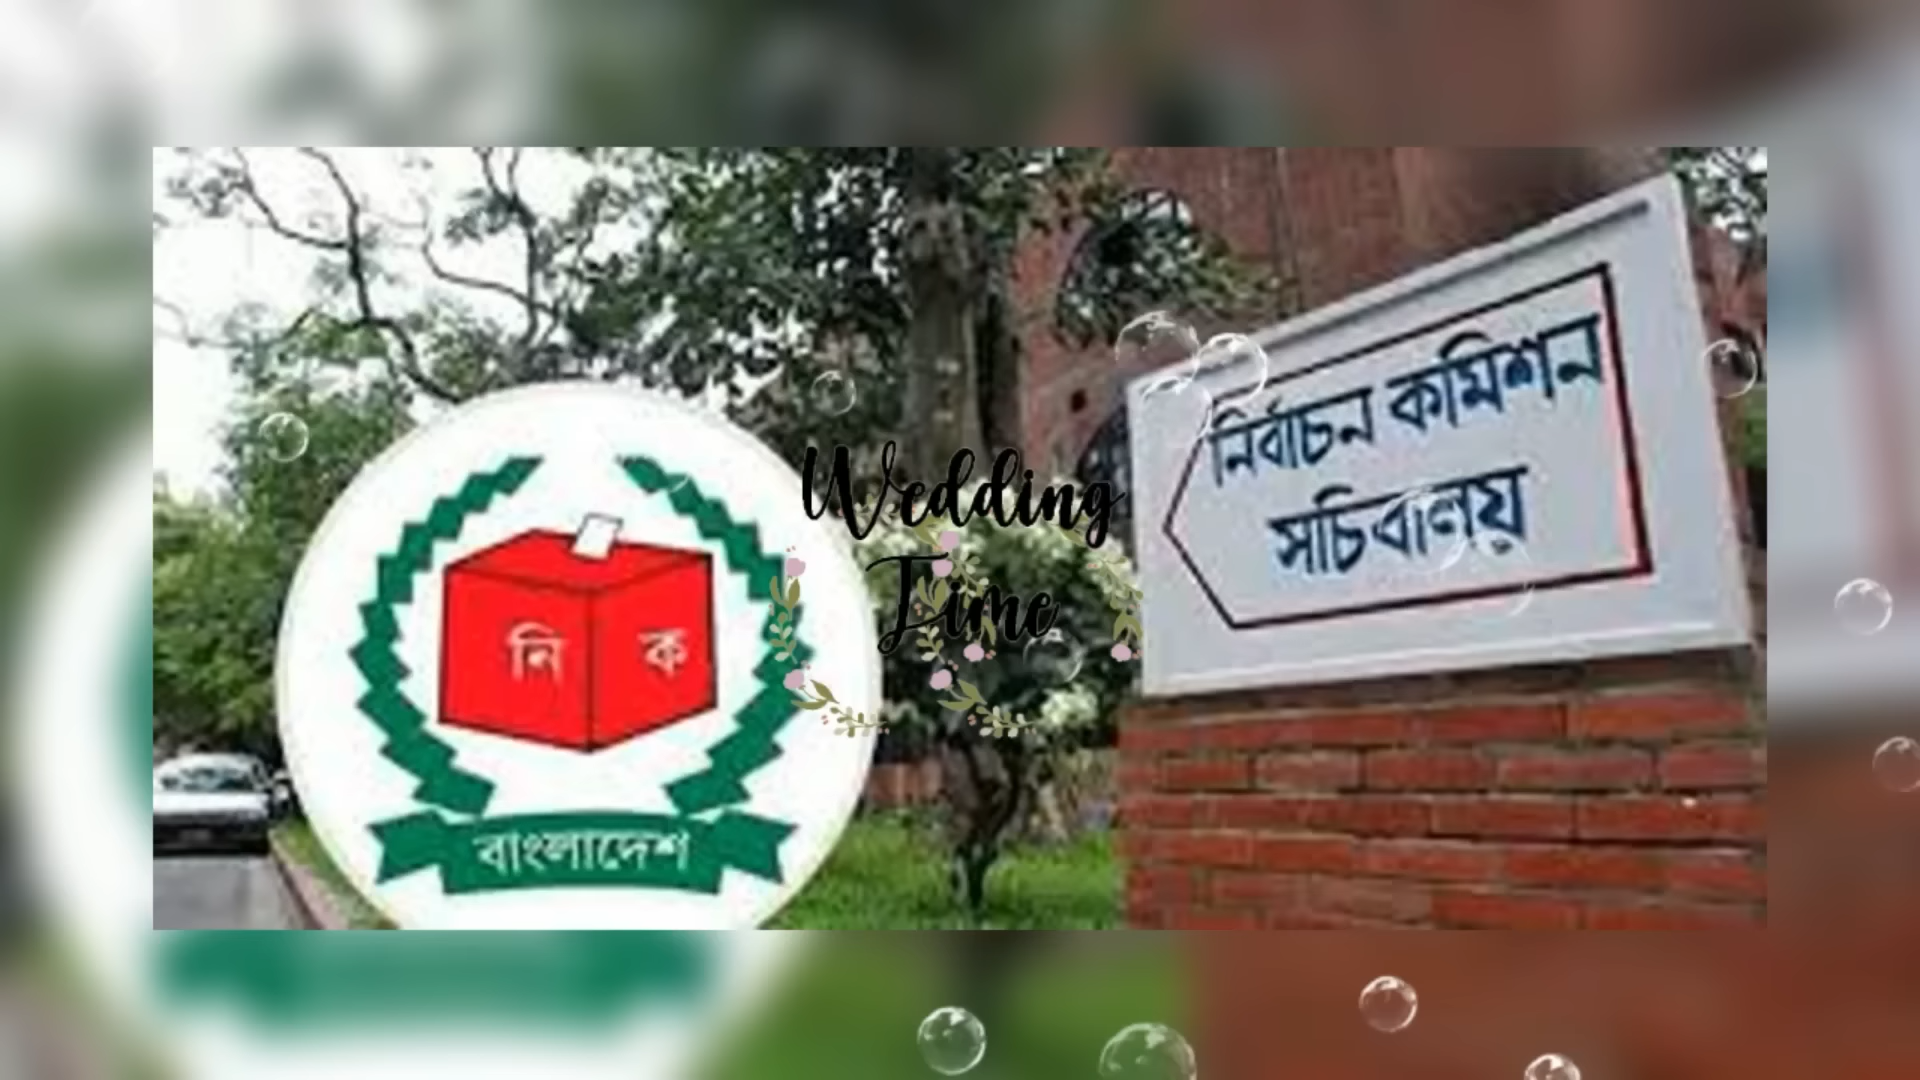 নির্বাচন কমিশন
সচিবালয়
Wedding
Time
নি ক
বাংলাদেশ